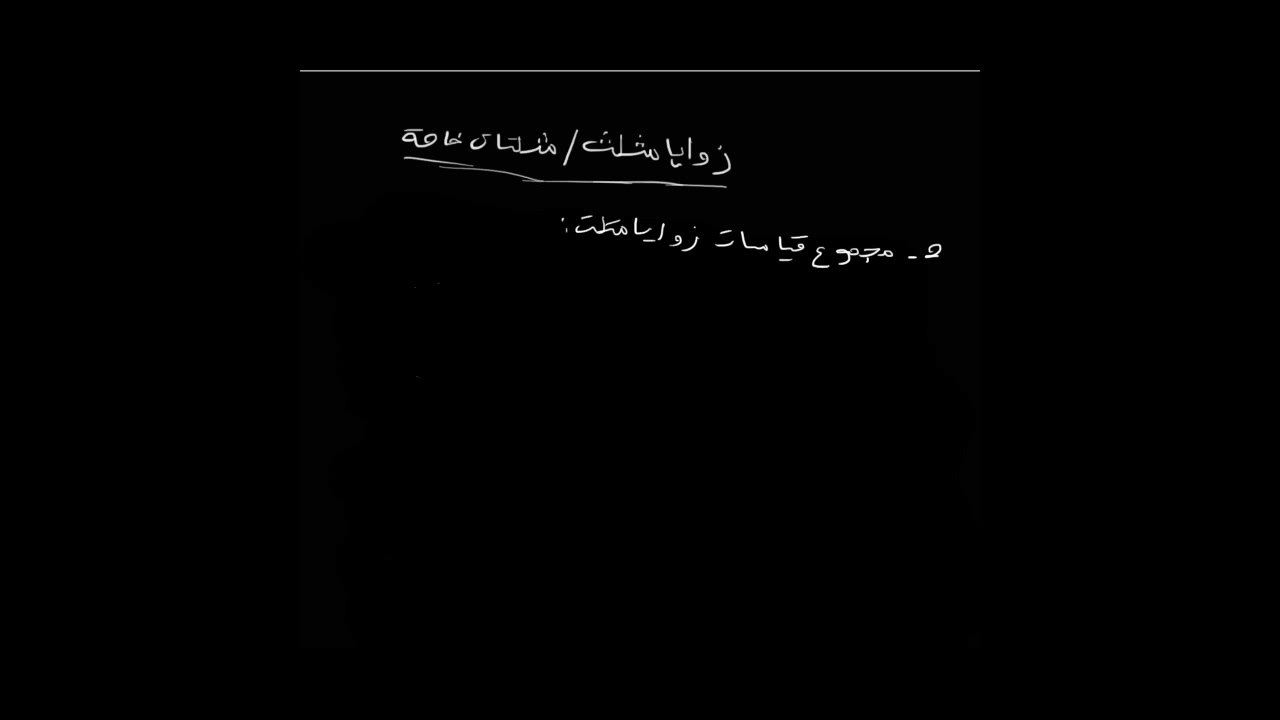 زوايا مثلث / مثلثات خاصة
2- مجموع قياسات زوايا مثلث :